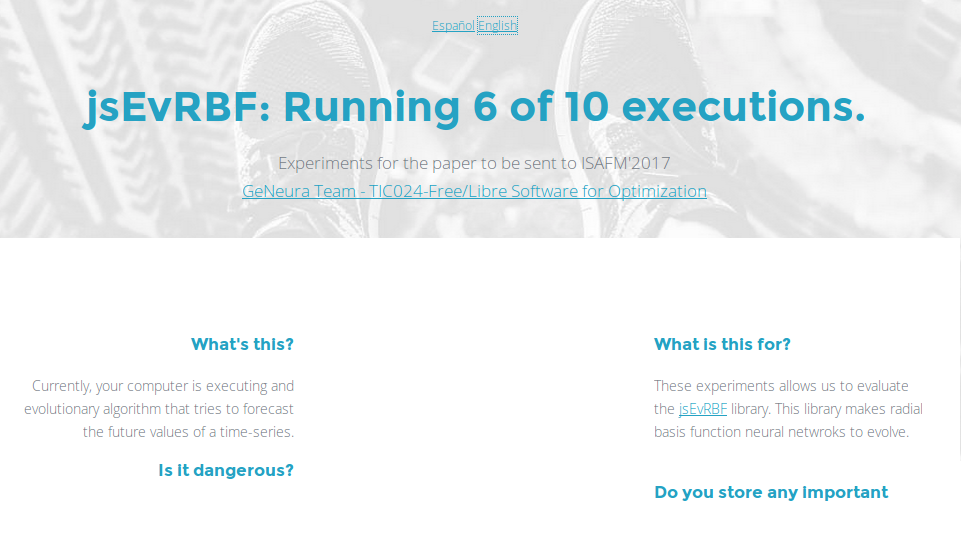 Español English
jsEvRBF: Running 6 of 10 executions.
Experiments for the paper to be sent to ISAFM'2017
GeNeura Team - TIC024-Free/Libre Software for Optimization
What's this?
Currently, your computer is executing and
evolutionary algorithm that tries to forecast
the future values of a time-series.
Is it dangerous?
What is this for?
These experiments allows us to evaluate
the jsEvRBF library. This library makes radial
basis function neural netwroks to evolve.
Do you store any important